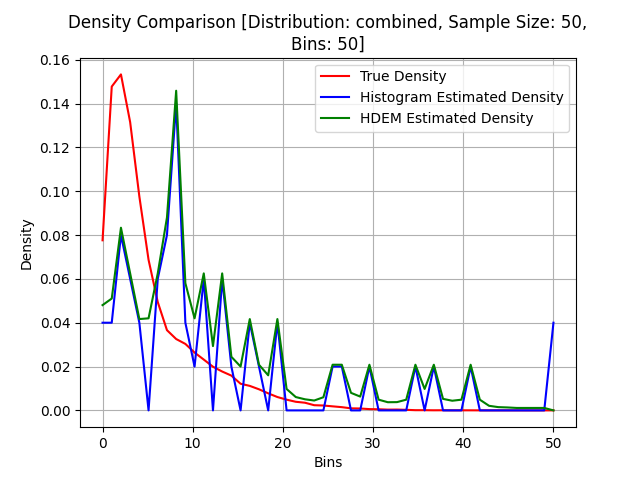 Density Comparison [Distribution: combined, Sample Size: 50,
Bins: 50]
True Density
Histogram Estimated Density
HDEM Estimated Density
Density
0.16
0.14
0.12
0.10
0.08
0.06
0.04
0.02
0.00
0 10 20 30 40 50
Bins